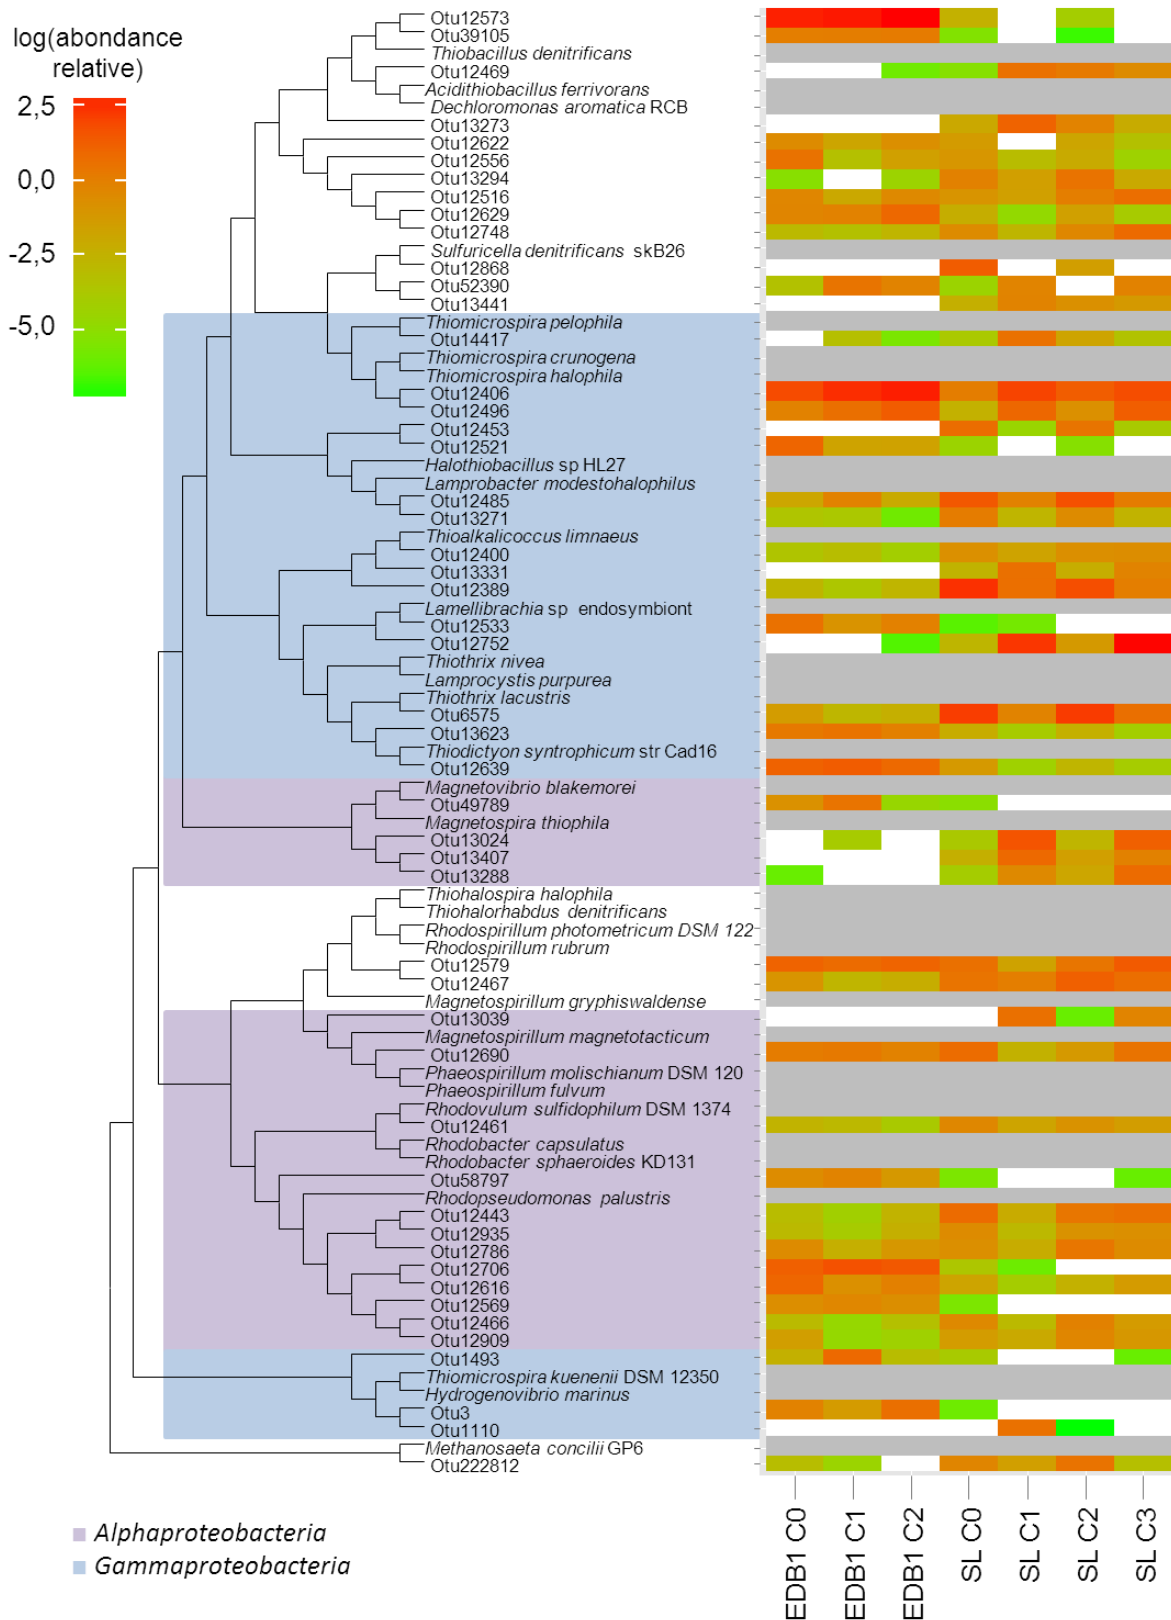 log(abondance
relative)
2,5
0,0
-2,5
-5,0
Otu12573
Otu39105
Thiobacillus denitrificans
Otu12469
Acidithiobacillus ferrivorans
Dechloromonas aromatica RCB
Otu13273
Otu12622
Otu12556
Otu13294
Otu12516
Otu12629
Otu12748
Sulfuricella denitrificans skB26
Otu12868
Otu52390
Otu13441
Thiomicrospira pelophila
Otu14417
Thiomicrospira crunogena
Thiomicrospira halophila
Otu12406
Otu12496
Otu12453
Otu12521
Halothiobacillus sp HL27
Lamprobacter modestohalophilus
Otu12485
Otu13271
Thioalkalicoccus limnaeus
Otu12400
Otu13331
Otu12389
Lamellibrachia sp endosymbiont
Otu12533
Otu12752
Thiothrix nivea
Lamprocystis purpurea
Thiothrix lacustris
Otu6575
Otu13623
Thiodictyon syntrophicum str Cad16
Otu12639
Magnetovibrio blakemorei
Otu49789
Magnetospira thiophila
Otu13024
Otu13407
Otu13288
Thiohalospira halophila
Thiohalorhabdus denitrificans
Rhodospirillum photometricum DSM 122
Rhodospirillum rubrum
Otu12579
Otu12467
Magnetospirillum gryphiswaldense
Otu13039
Magnetospirillum magnetotacticum
Otu12690
Phaeospirillum molischianum DSM 120
Phaeospirillum fulvum
Rhodovulum sulfidophilum DSM 1374
Otu12461
Rhodobacter capsulatus
Rhodobacter sphaeroides KD131
Otu58797
Rhodopseudomonas palustris
Otu12443
Otu12935
Otu12786
Otu12706
Otu12616
Otu12569
Otu12466
Otu12909
Otu1493
Thiomicrospira kuenenii DSM 12350
Hydrogenovibrio marinus
Otu3
Otu1110
Methanosaeta concilii GP6
Otu222812
EDB1 C0
EDB1 C1
EDB1 C2
SL C0
SL C1
SL C2
SL C3
Alphaproteobacteria
Gammaproteobacteria